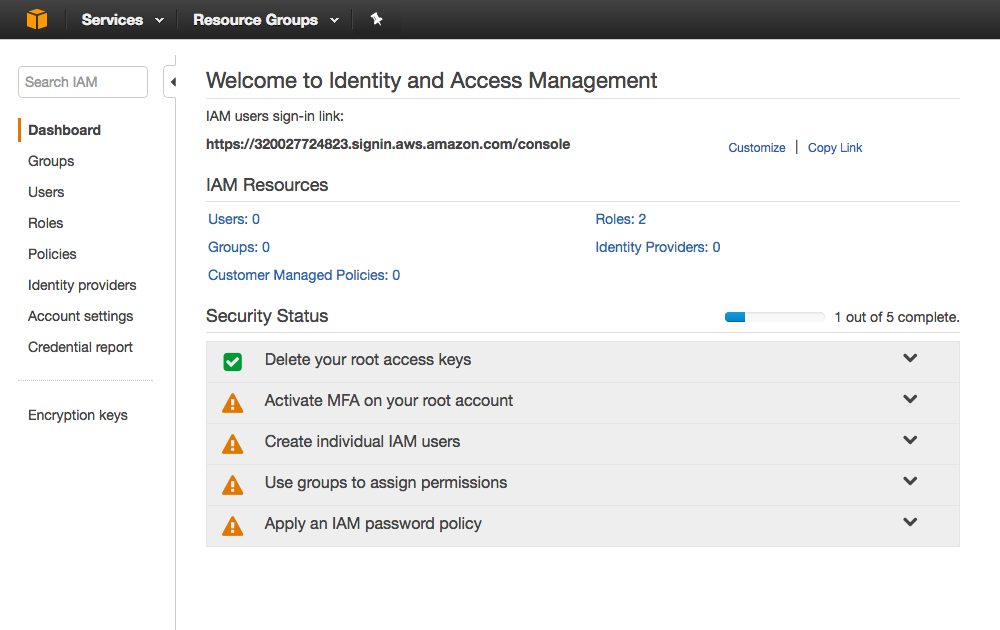 Services Resource Groups
Search IAM
Dashboard
Groups
Users
Roles
Policies
Identity providers
Account settings
Credential report
Encryption keys
Welcome to Identity and Access Management
IAM users sign-in link:
https://320027724823.signin.aws.amazon.com/console
Customize | Copy Link
IAM Resources
Users: 0
Roles: 2
Groups: 0
Identity Providers: 0
Customer Managed Policies: 0
Security Status
1 out of 5 complete.
Delete your root access keys
Activate MFA on your root account
Create individual IAM users
Use groups to assign permissions
Apply an IAM password policy